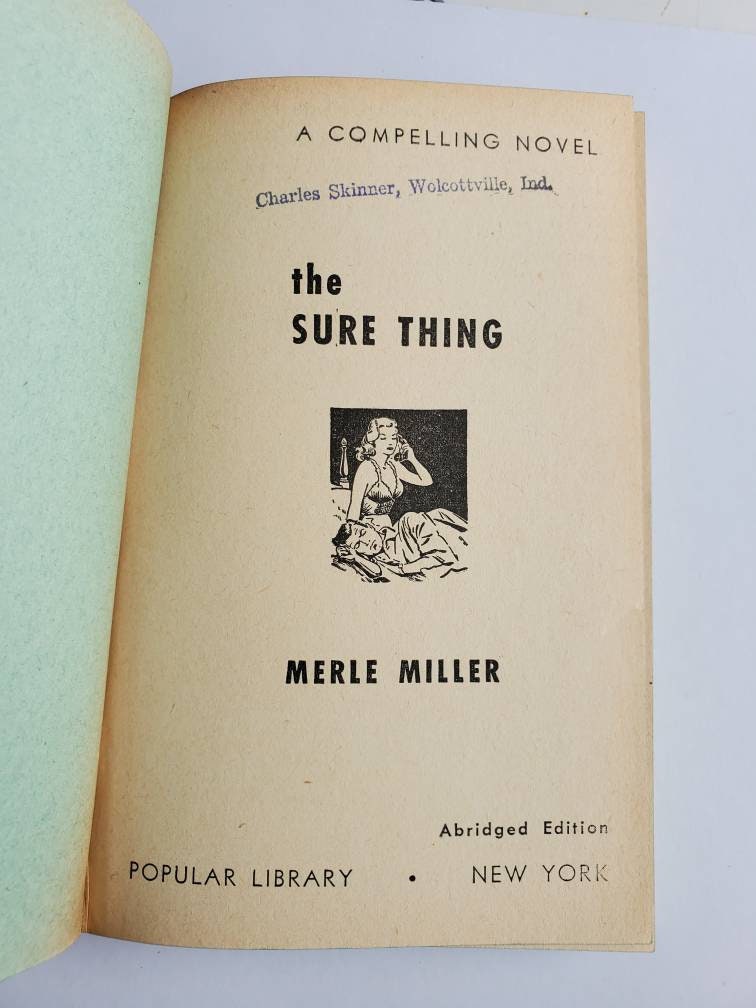 A COMPELLING NOVEL
Charles Skinner, Wolcottville, Ind.
the
SURE THING
MERLE MILLER
Abridged Edition
POPULAR LIBRARY • NEW YORK